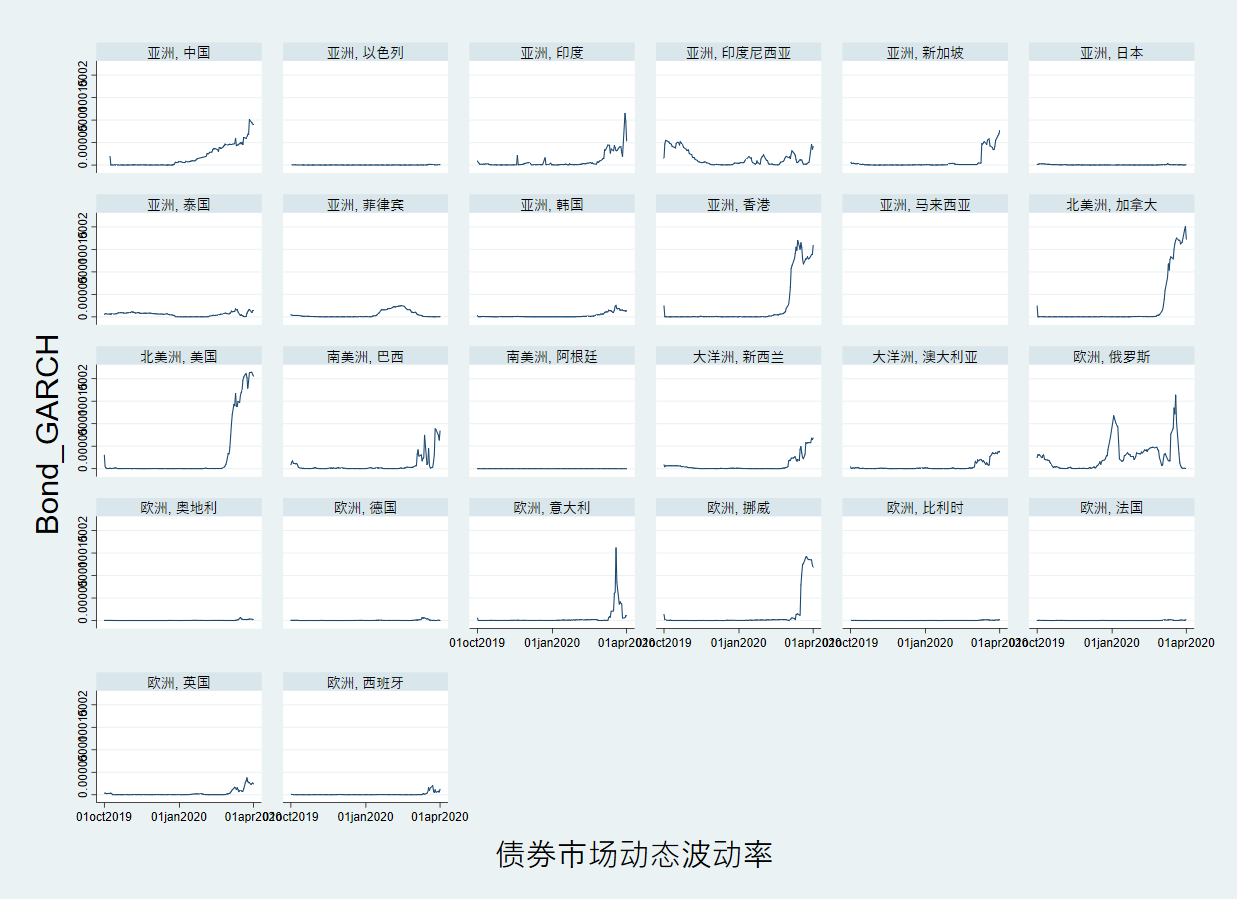 亚洲, 中国
亚洲, 以色列
亚洲, 印度
亚洲, 印度尼西亚
亚洲, 新加坡
亚洲, 日本
亚洲, 泰国
亚洲, 菲律宾
亚洲, 韩国
亚洲, 香港
亚洲, 马来西亚
北美洲, 加拿大
北美洲, 美国
南美洲, 巴西
南美洲, 阿根廷
大洋洲, 新西兰
大洋洲, 澳大利亚
欧洲, 俄罗斯
欧洲, 奥地利
欧洲, 德国
欧洲, 意大利
欧洲, 挪威
欧洲, 比利时
欧洲, 法国
01oct2019 01jan2020
01jan2020
01jan2020
01jan2020 01apr2020
欧洲, 英国
欧洲, 西班牙
01oct2019 01jan2020
01jan2020 01apr2020
Bond_GARCH
债券市场动态波动率